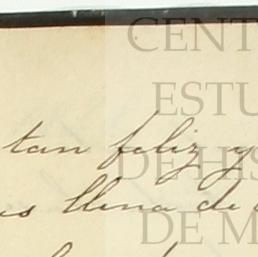 CENT
ESTU
tan feliz y
DE HIS
llena de
DE M